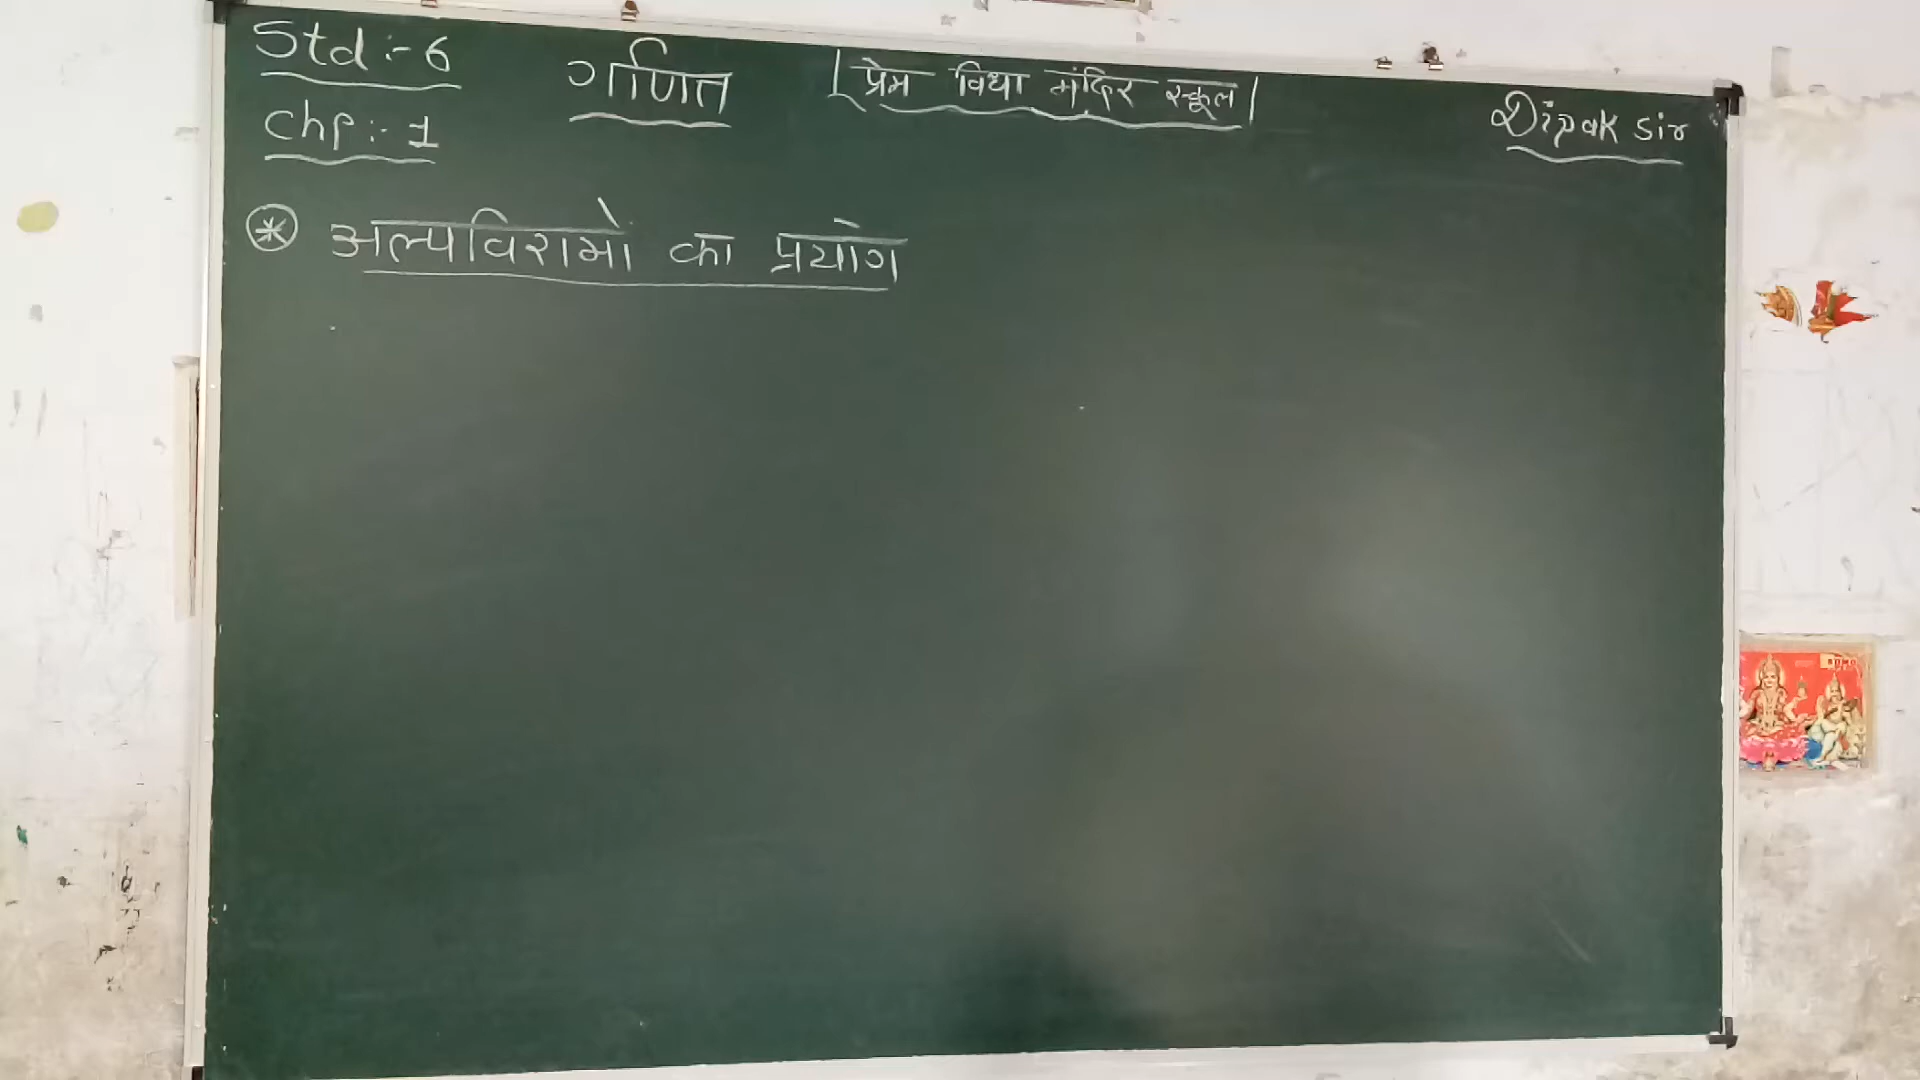 Std :- 6 गणित प्रेम विधा मंदिर स्कूल Dipak sir
Chp :- 1
* अल्पविरामो का प्रयोग